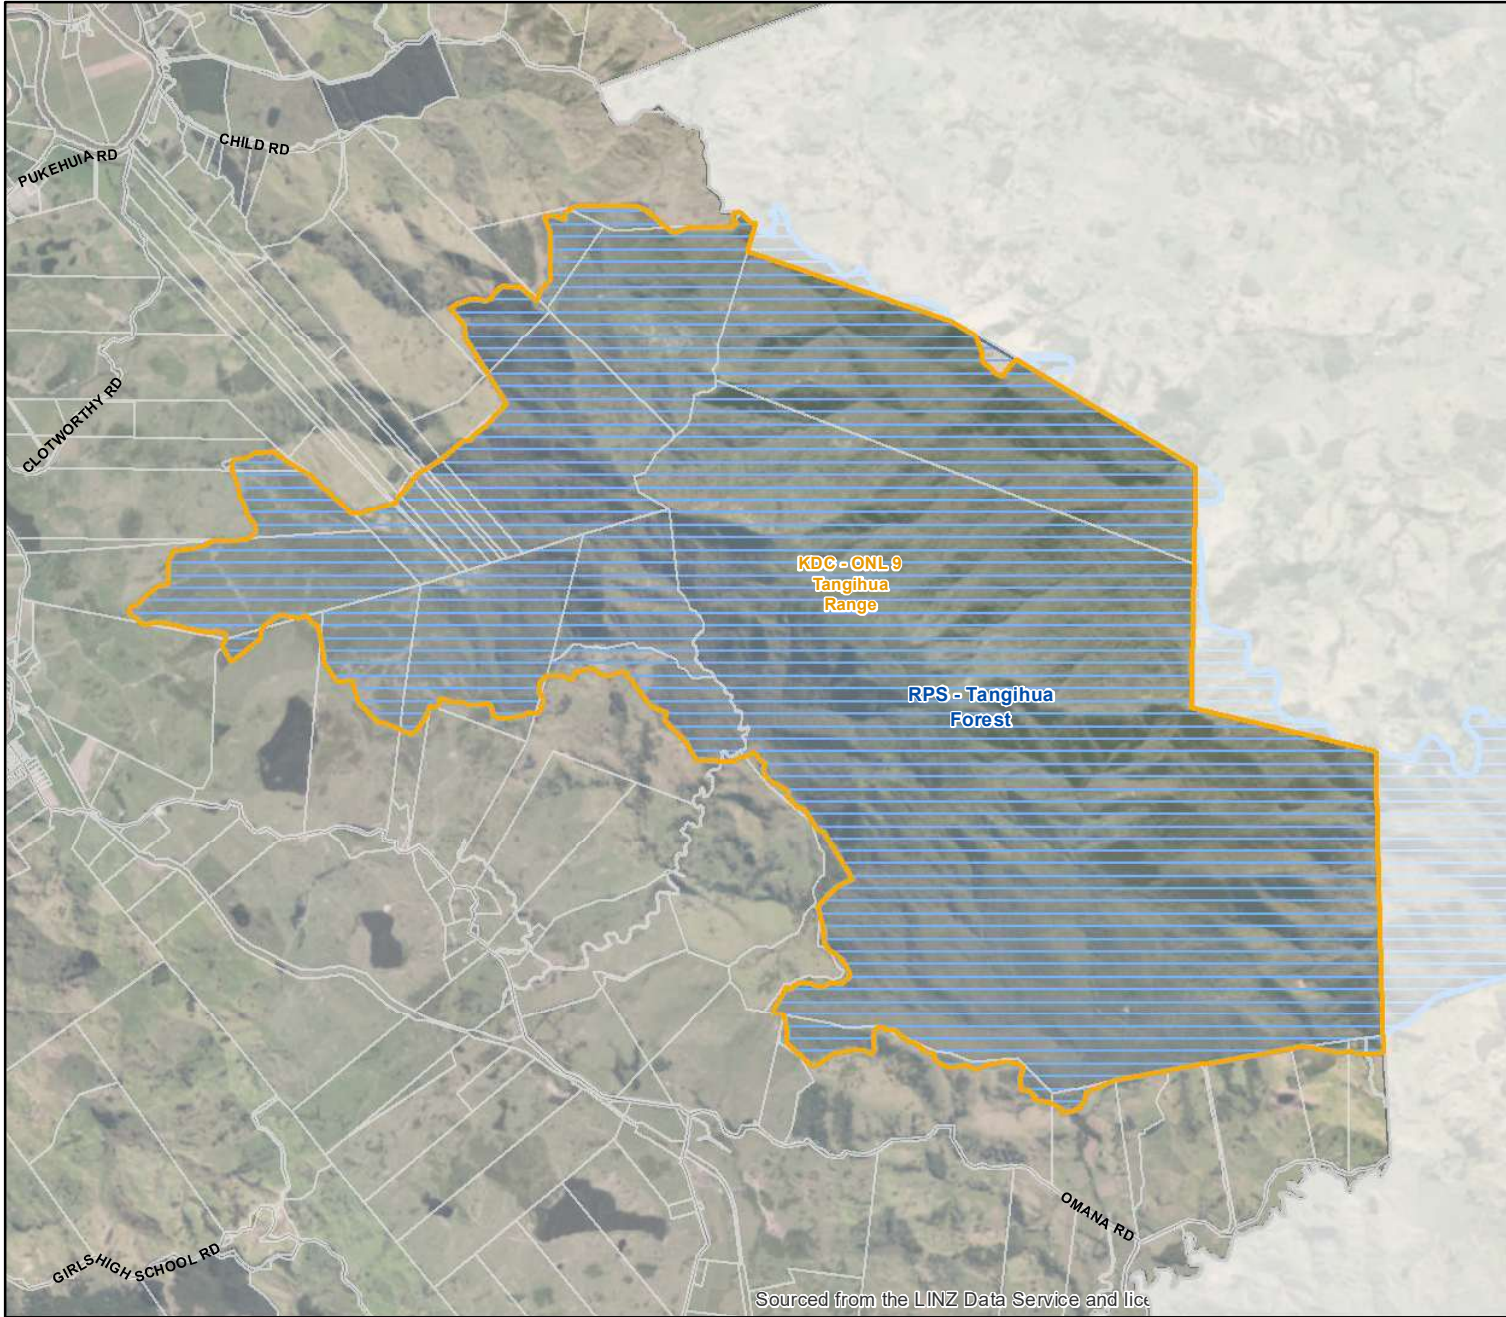 CHILD RD
PUKEHUIA RD
CLOTWORTHY RD
KDC - ONL 9
Tangihua
Range
RPS - Tangihua
Forest
OMANA RD
GIRLS HIGH SCHOOL RD
Sourced from the LINZ Data Service and lice